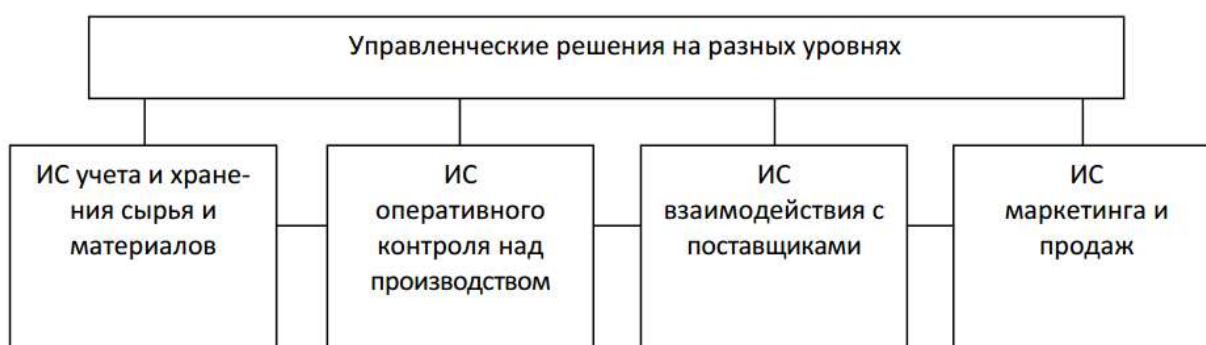 Управленческие решения на разных уровнях
ИС учета и хране-
ния сырья и
материалов
ИС
оперативного
контроля над
производством
ИС
взаимодействия с
поставщиками
ИС
маркетинга и
продаж